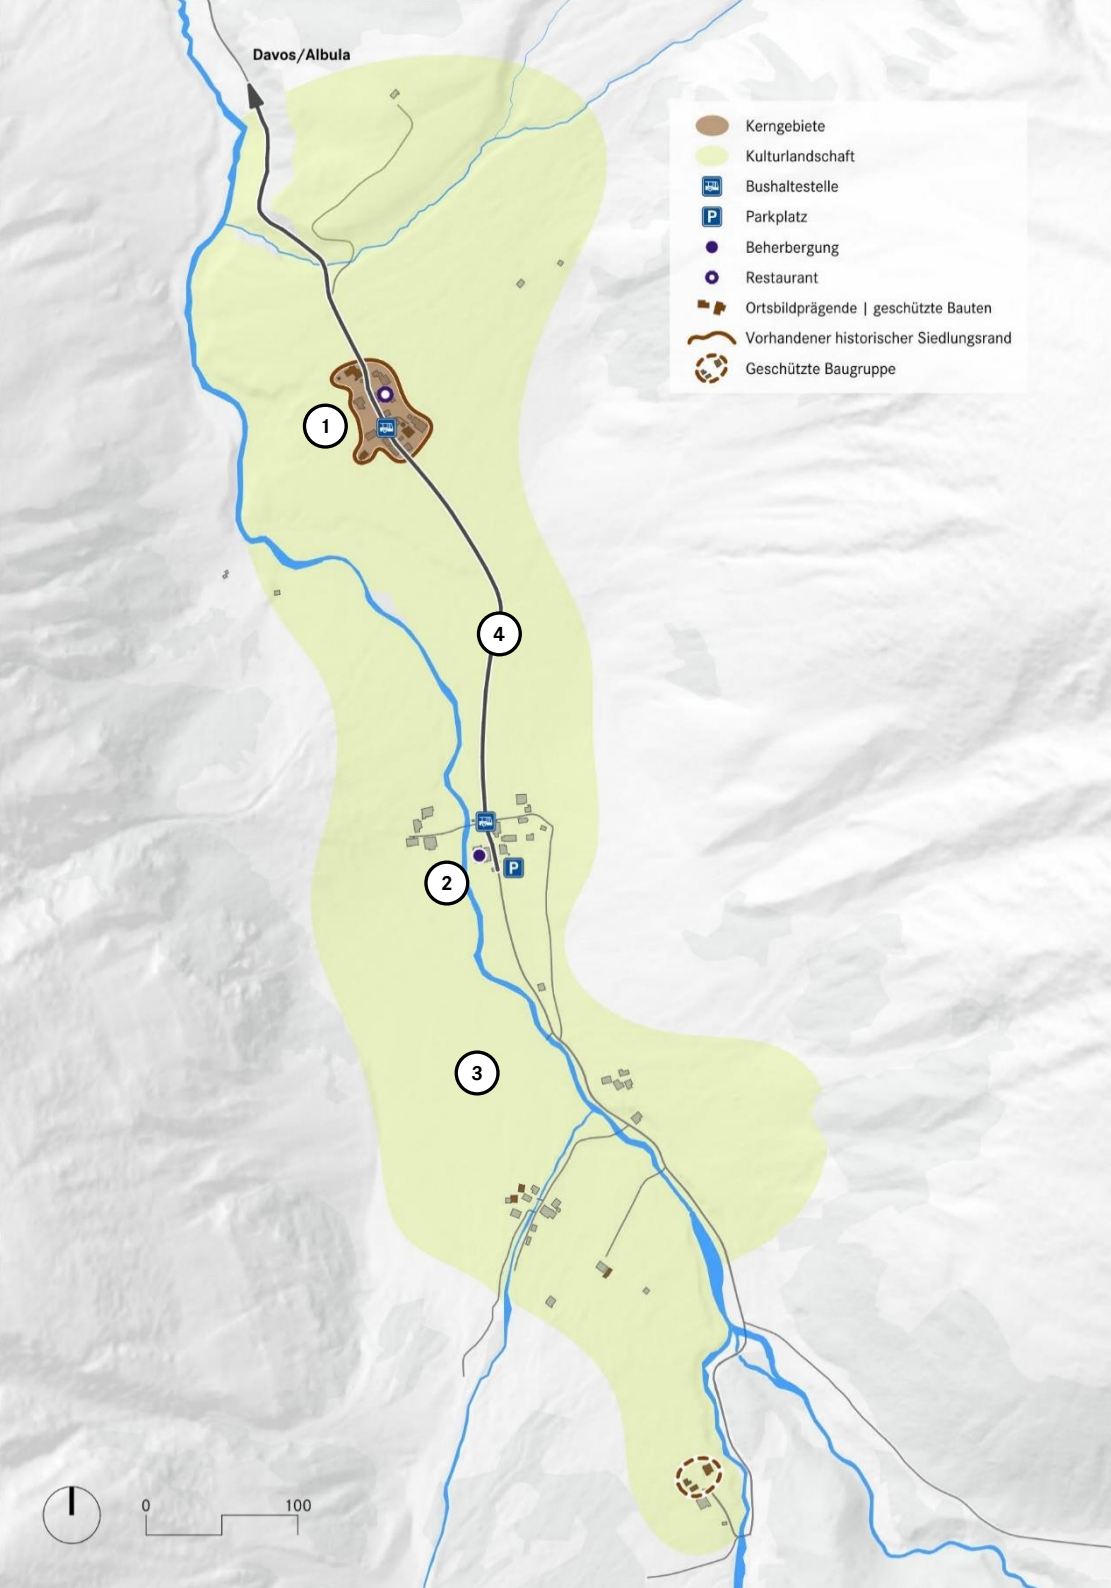 Davos/Albula
Kerngebiete
Kulturlandschaft
Bushaltestelle
P Parkplatz
Beherbergung
Restaurant
Ortsbildprägende | geschützte Bauten
Vorhandener historischer Siedlungsrand
Geschützte Baugruppe
1
4
P
2
3
0 100